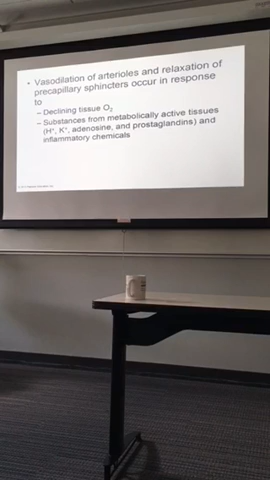 • Vasodilation of arterioles and relaxation of
precapillary sphincters occur in response
to
– Declining tissue O₂
– Substances from metabolically active tissues
(H⁺, K⁺, adenosine, and prostaglandins) and
inflammatory chemicals